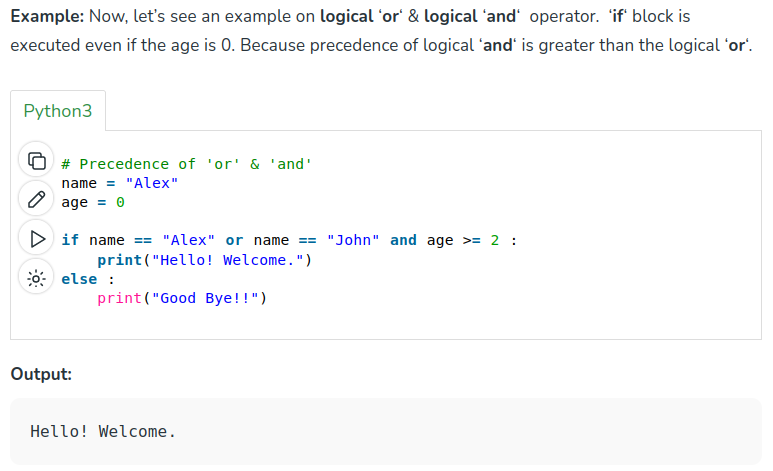 Example: Now, let’s see an example on logical ‘or‘ & logical ‘and‘  operator.  ‘if‘ block is
executed even if the age is 0. Because precedence of logical ‘and‘ is greater than the logical ‘or‘.
Python3
# Precedence of 'or' & 'and'
name = "Alex"
age = 0
if name == "Alex" or name == "John" and age >= 2 :
    print("Hello! Welcome.")
else :
    print("Good Bye!!")
Output:
Hello! Welcome.